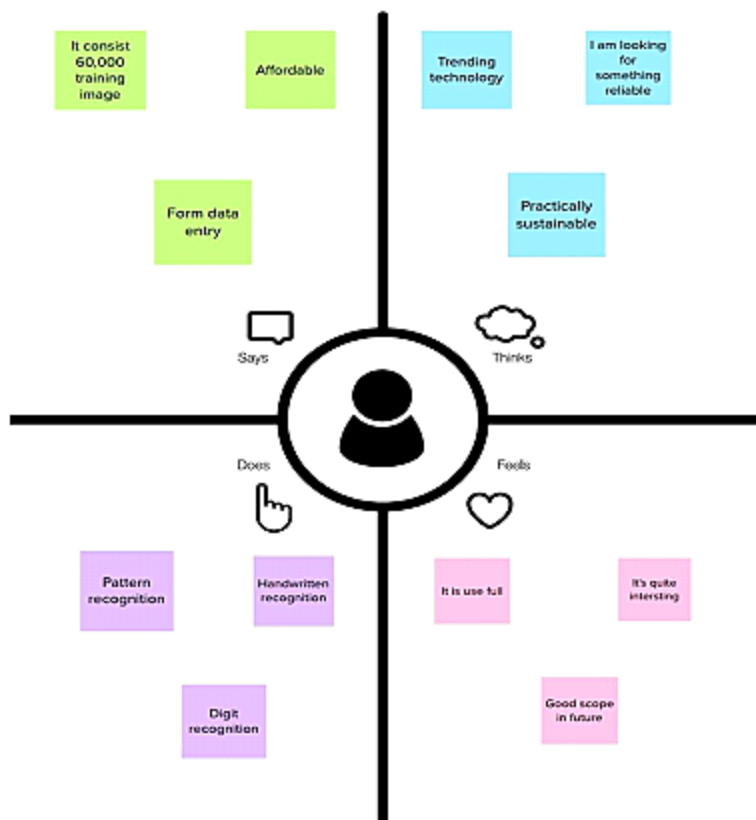 It consist
60,000
training
image
Affordable
Form data
entry
Says
Trending
technology
I am looking
for
something
reliable
Practically
sustainable
Thinks
Does
Pattern
recognition
Handwritten
recognition
Digit
recognition
Feels
It is use full
It's quite
intersting
Good scope
in future